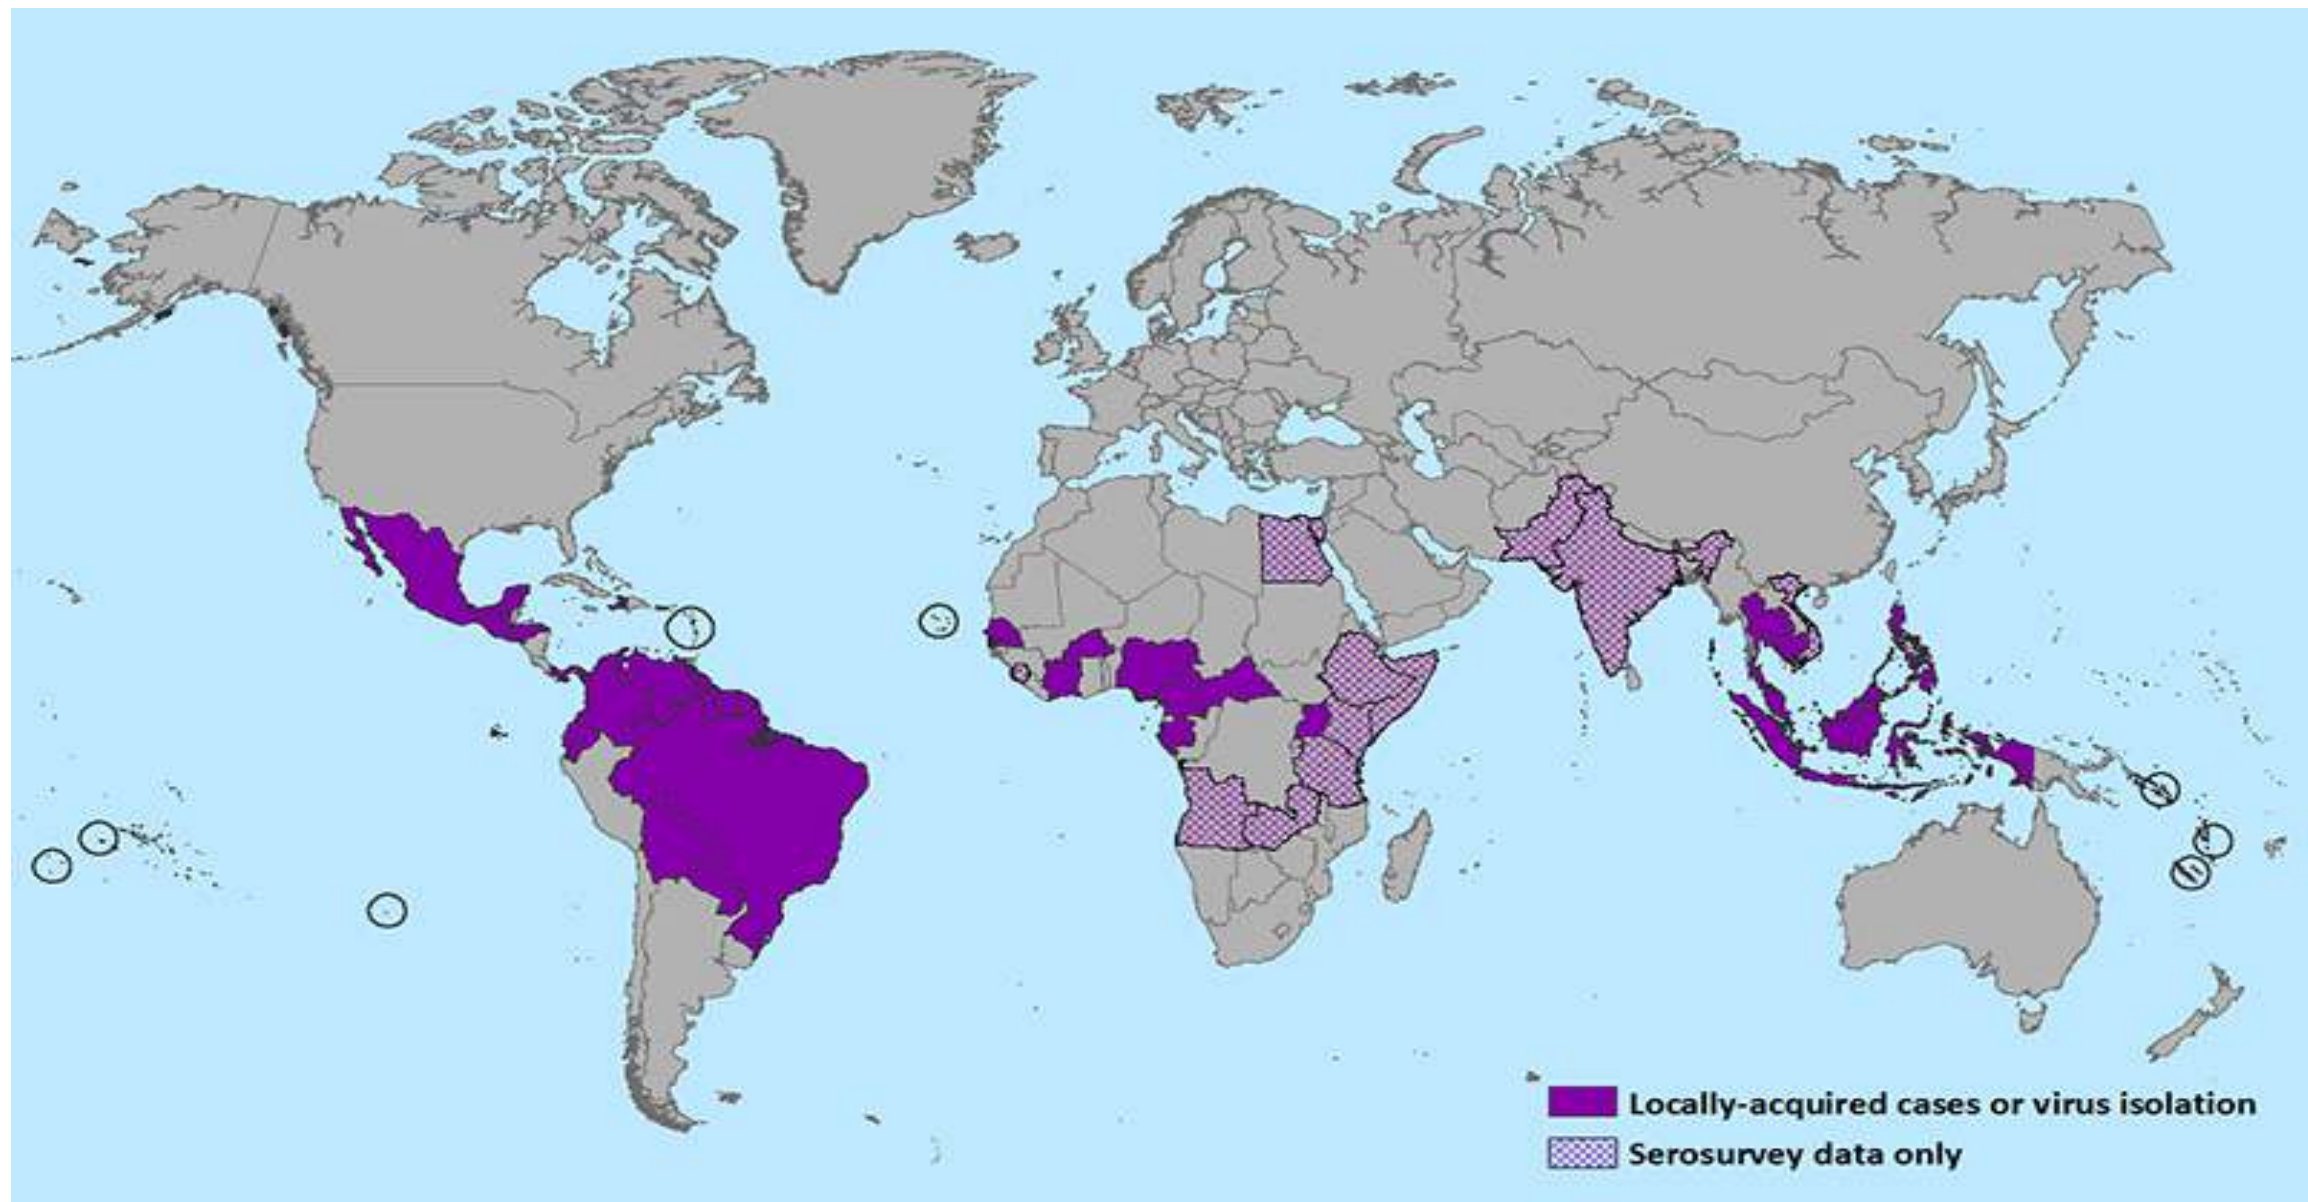 Locally-acquired cases or virus isolation
Serosurvey data only